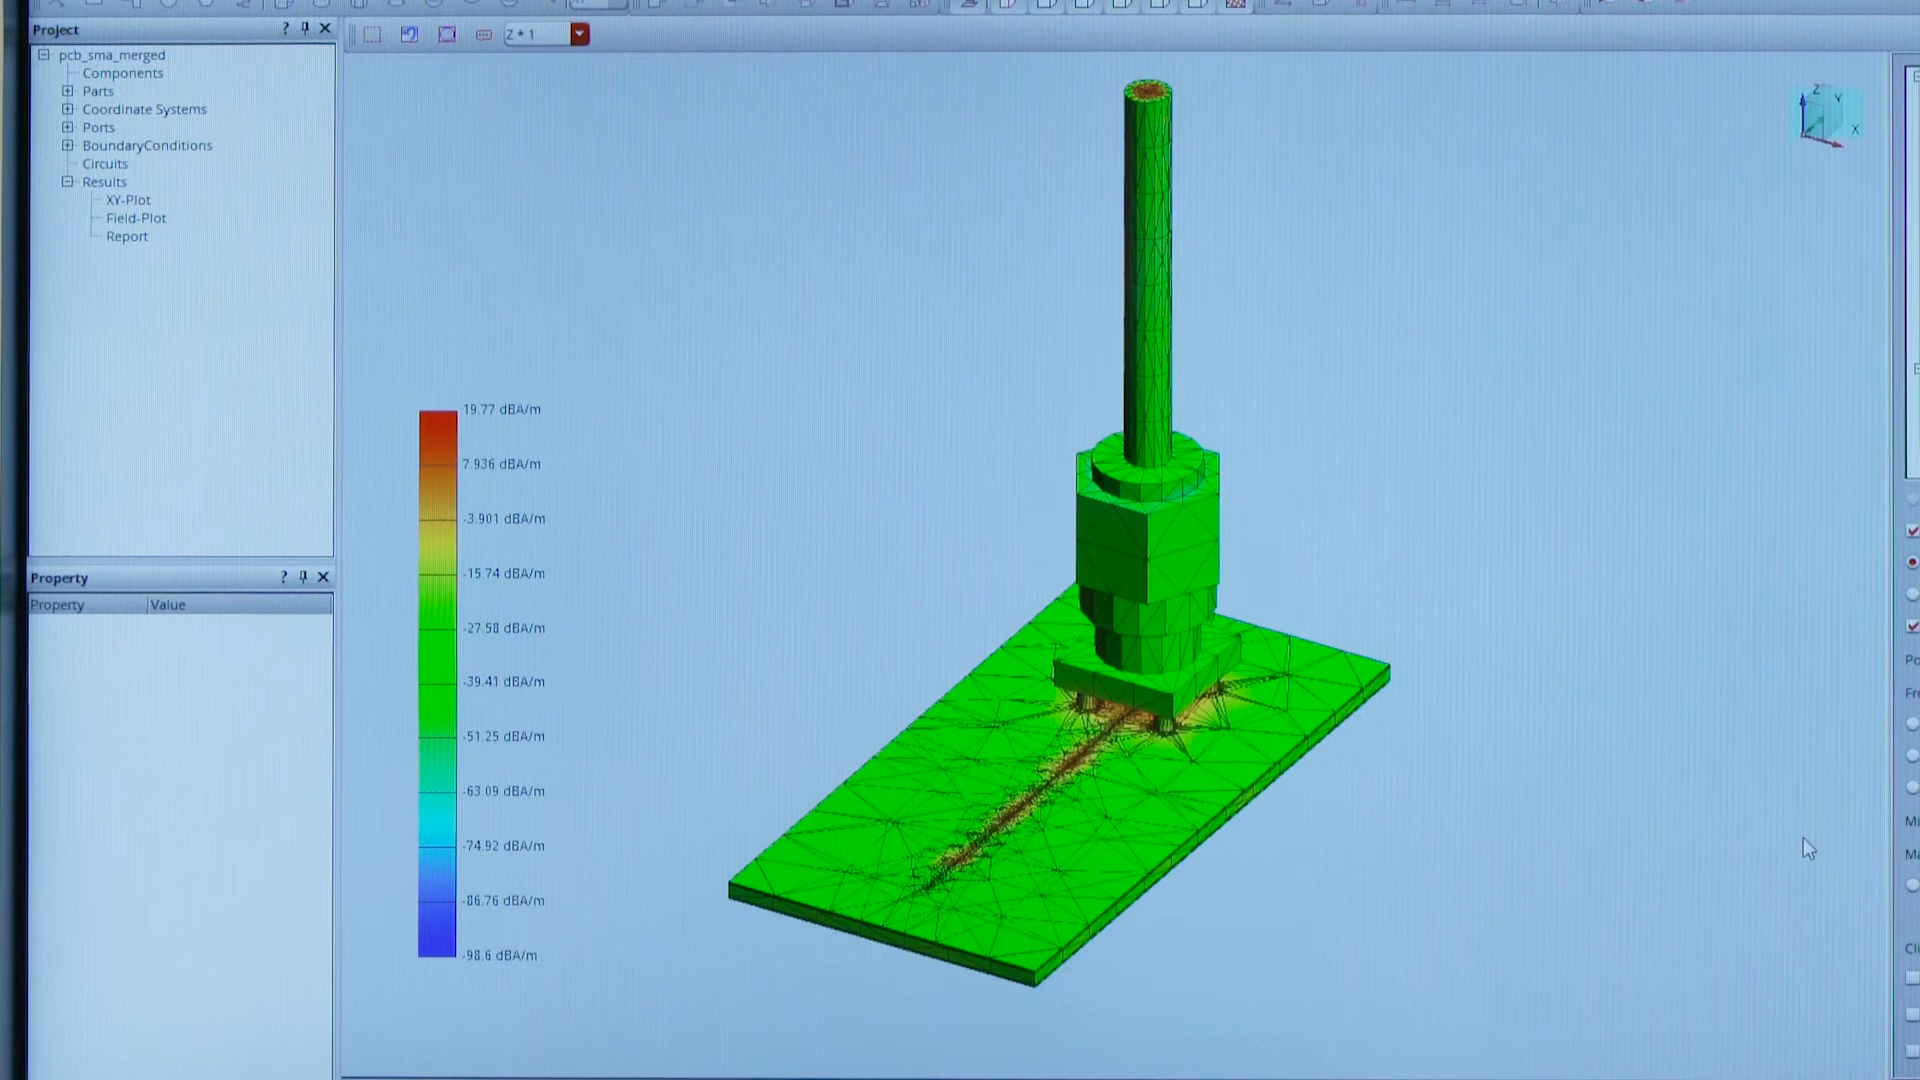 Project
? X
pcb_sma_merged
Components
Parts
Coordinate Systems
Ports
BoundaryConditions
Circuits
Results
XY-Plot
Field-Plot
Report
Property
? X
Property Value
Z * 1
Z
Y
X
19.77 dBA/m
7.936 dBA/m
-3.901 dBA/m
-15.74 dBA/m
-27.58 dBA/m
-39.41 dBA/m
-51.25 dBA/m
-63.09 dBA/m
-74.92 dBA/m
-86.76 dBA/m
-98.6 dBA/m